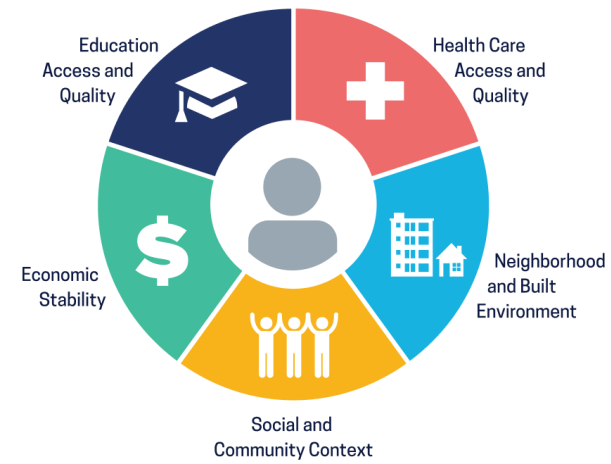 Education
Access and
Quality
Health Care
Access and
Quality
Economic
Stability
Neighborhood
and Built
Environment
Social and
Community Context
$